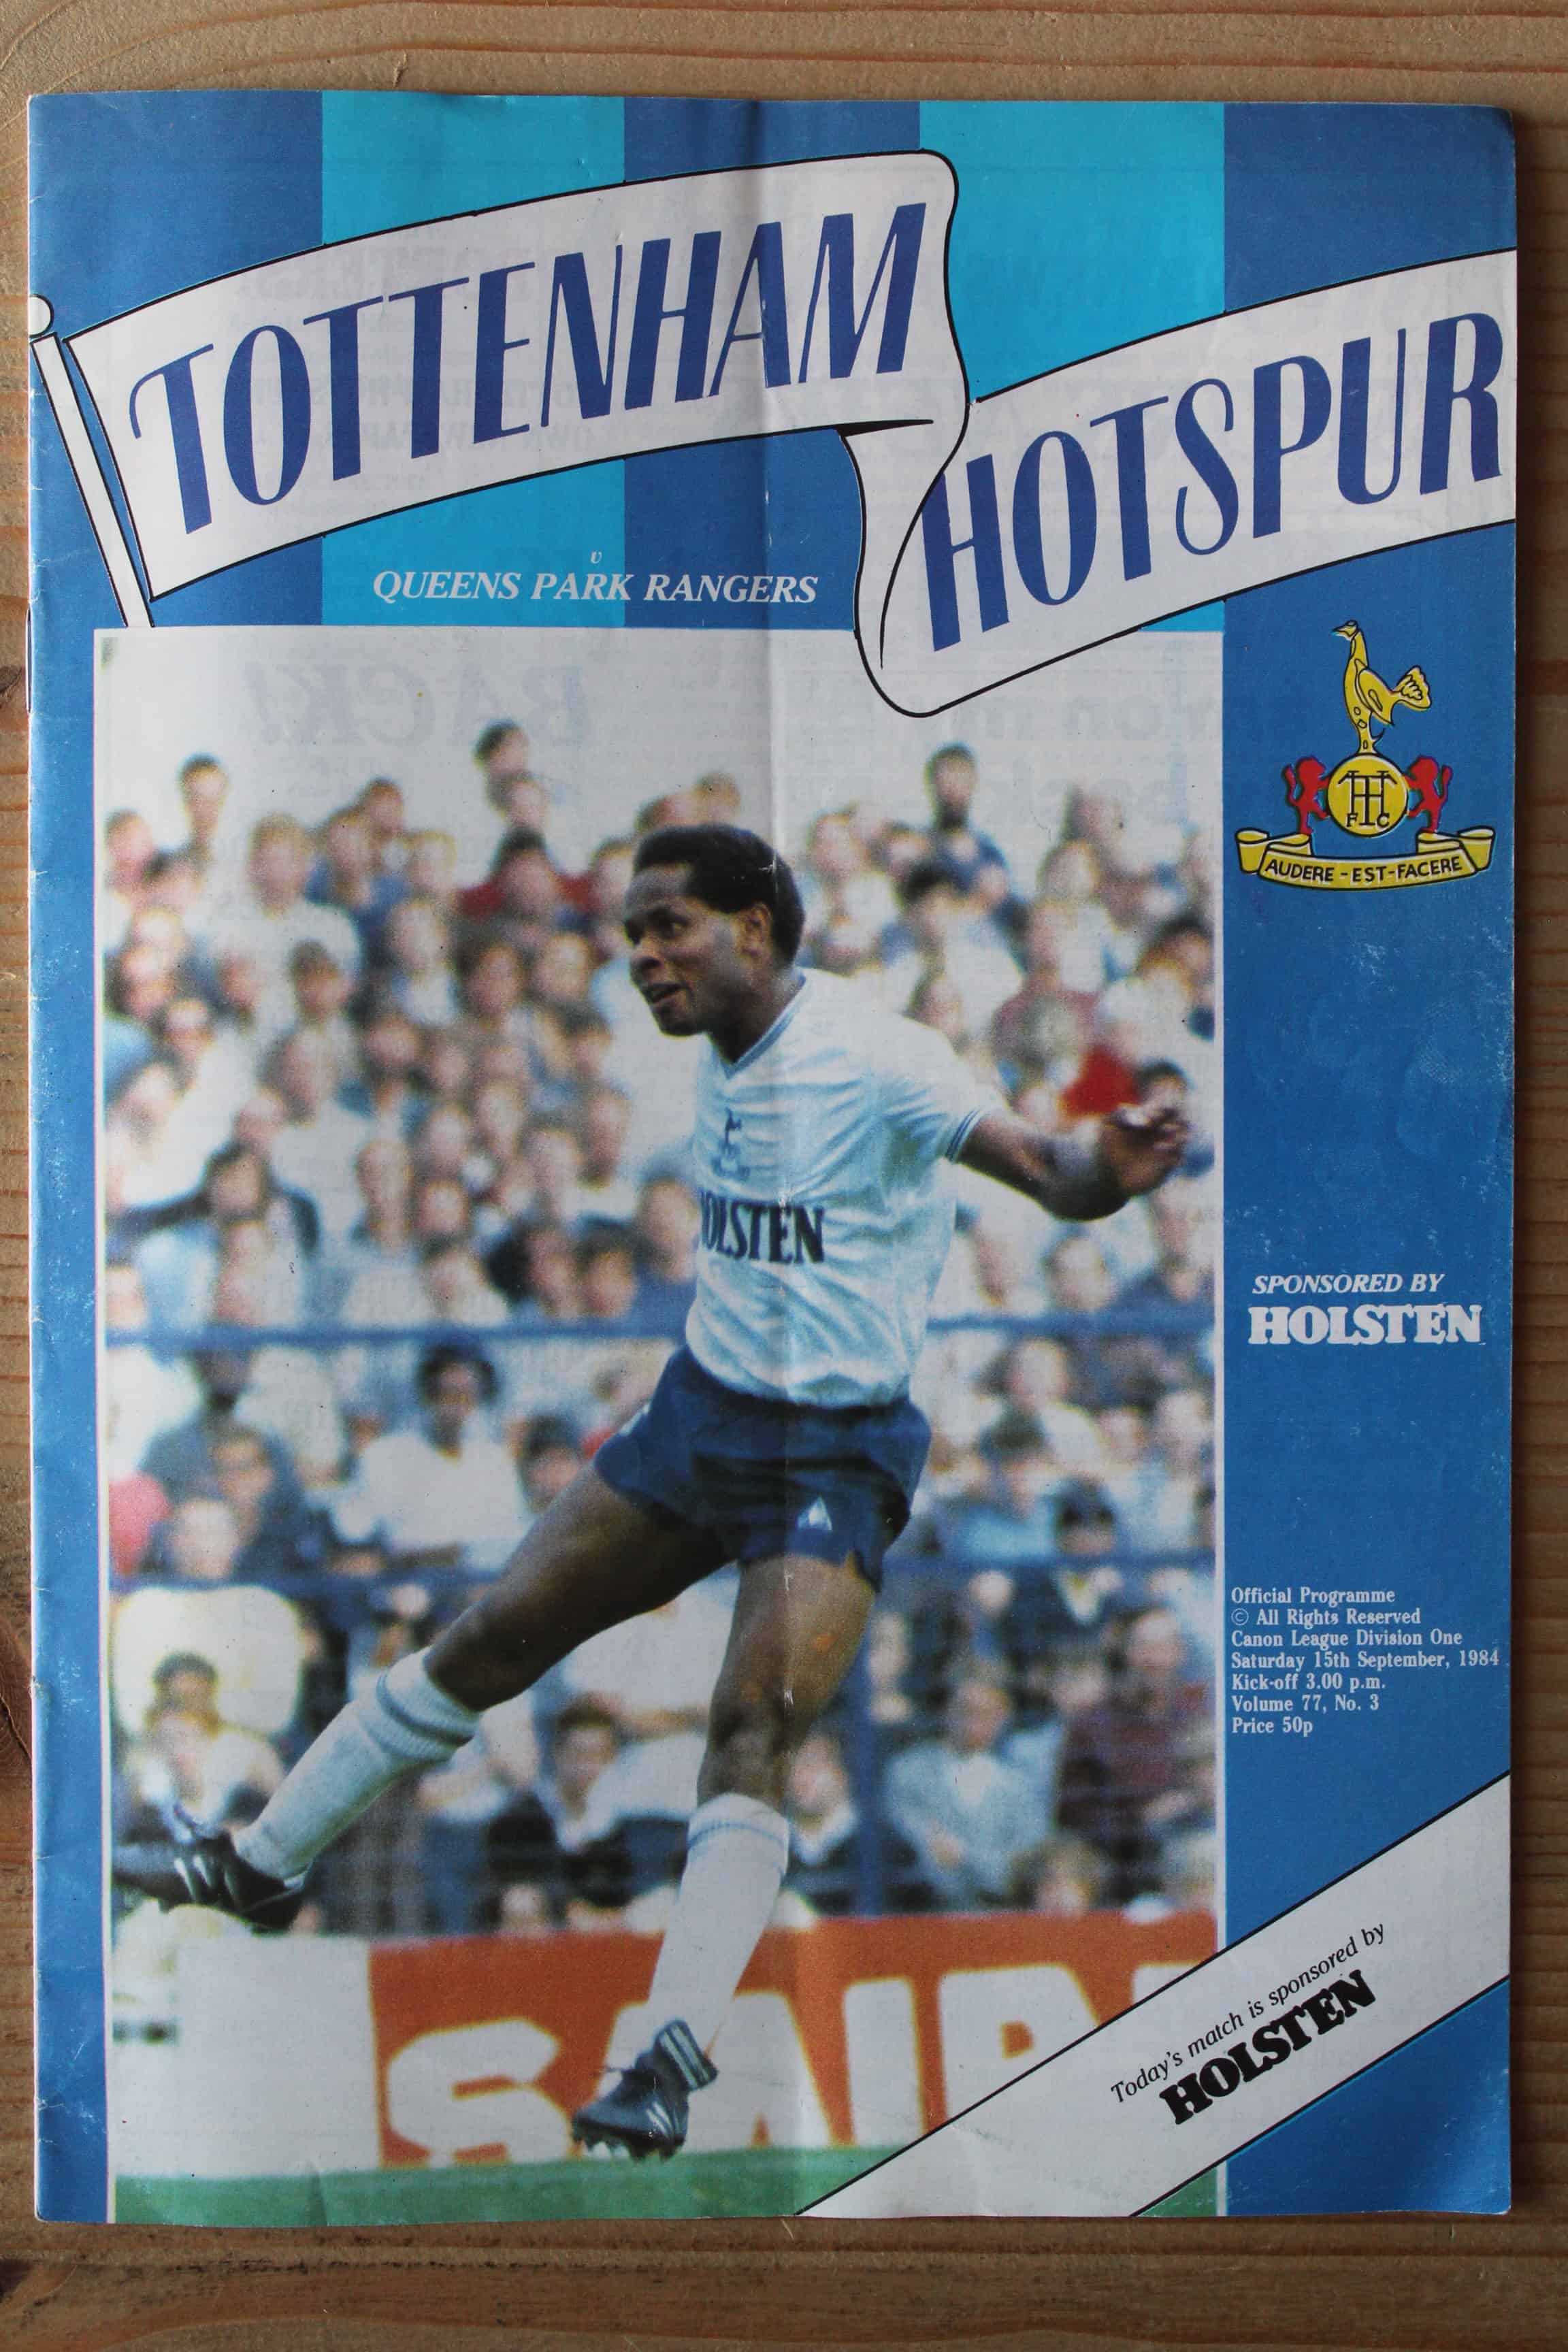 TOTTENHAM
HOTSPUR
v
QUEENS PARK RANGERS
THFC
AUDERE-EST-FACERE
HOLSTEN
SPONSORED BY
HOLSTEN
Official Programme
© All Rights Reserved
Canon League Division One
Saturday 15th September, 1984
Kick-off 3.00 p.m.
Volume 77, No. 3
Price 50p
Today's match is sponsored by
HOLSTEN